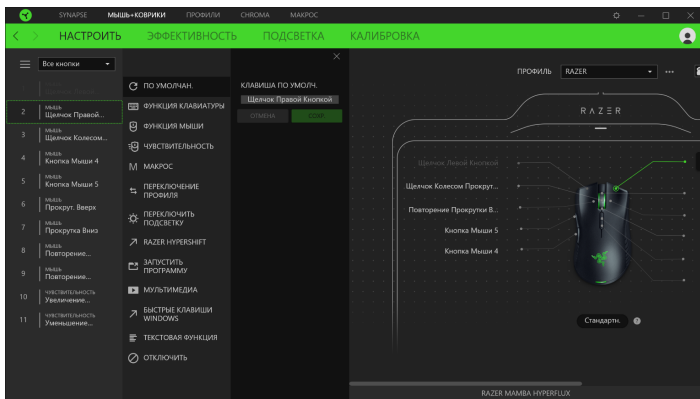 SYNAPSE МЫШЬ+КОВРИКИ ПРОФИЛИ CHROMA МАКРОС
НАСТРОИТЬ ЭФФЕКТИВНОСТЬ ПОДСВЕТКА КАЛИБРОВКА
Все кнопки
2 МЫШЬ
Щелчок Правой...
3 МЫШЬ
Щелчок Колесом...
4 МЫШЬ
Кнопка Мыши 4
5 МЫШЬ
Кнопка Мыши 5
6 МЫШЬ
Прокрут. Вверх
7 МЫШЬ
Прокрутка Вниз
8 МЫШЬ
Повторение...
9 МЫШЬ
Повторение...
10 ЧУВСТВИТЕЛЬНОСТЬ
Увеличение...
11 ЧУВСТВИТЕЛЬНОСТЬ
Уменьшение...
ПО УМОЛЧАН.
ФУНКЦИЯ КЛАВИАТУРЫ
ФУНКЦИЯ МЫШИ
ЧУВСТВИТЕЛЬНОСТЬ
МАКРОС
ПЕРЕКЛЮЧЕНИЕ
ПРОФИЛЯ
ПЕРЕКЛЮЧИТЬ
ПОДСВЕТКУ
RAZER HYPERSHIFT
ЗАПУСТИТЬ
ПРОГРАММУ
МУЛЬТИМЕДИА
БЫСТРЫЕ КЛАВИШИ
WINDOWS
ТЕКСТОВАЯ ФУНКЦИЯ
ОТКЛЮЧИТЬ
КЛАВИША ПО УМОЛЧ.
Щелчок Правой Кнопкой
ОТМЕНА СОХР.
ПРОФИЛЬ RAZER
RAZER
Щелчок Левой Кнопкой
Щелчок Колесом Прокрут...
Повторение Прокрутки В...
Кнопка Мыши 5
Кнопка Мыши 4
Стандартн.
RAZER MAMBA HYPERFLUX